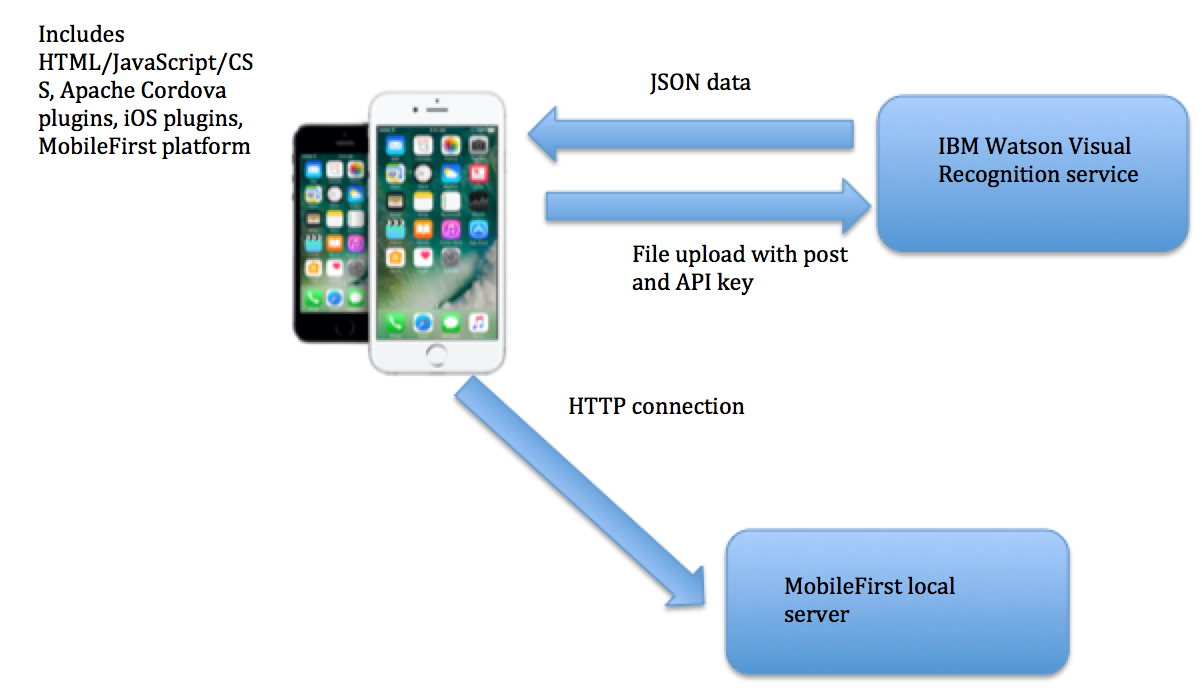 Includes
HTML/JavaScript/CS
S, Apache Cordova
plugins, iOS plugins,
MobileFirst platform
JSON data
IBM Watson Visual
Recognition service
File upload with post
and API key
HTTP connection
MobileFirst local
server